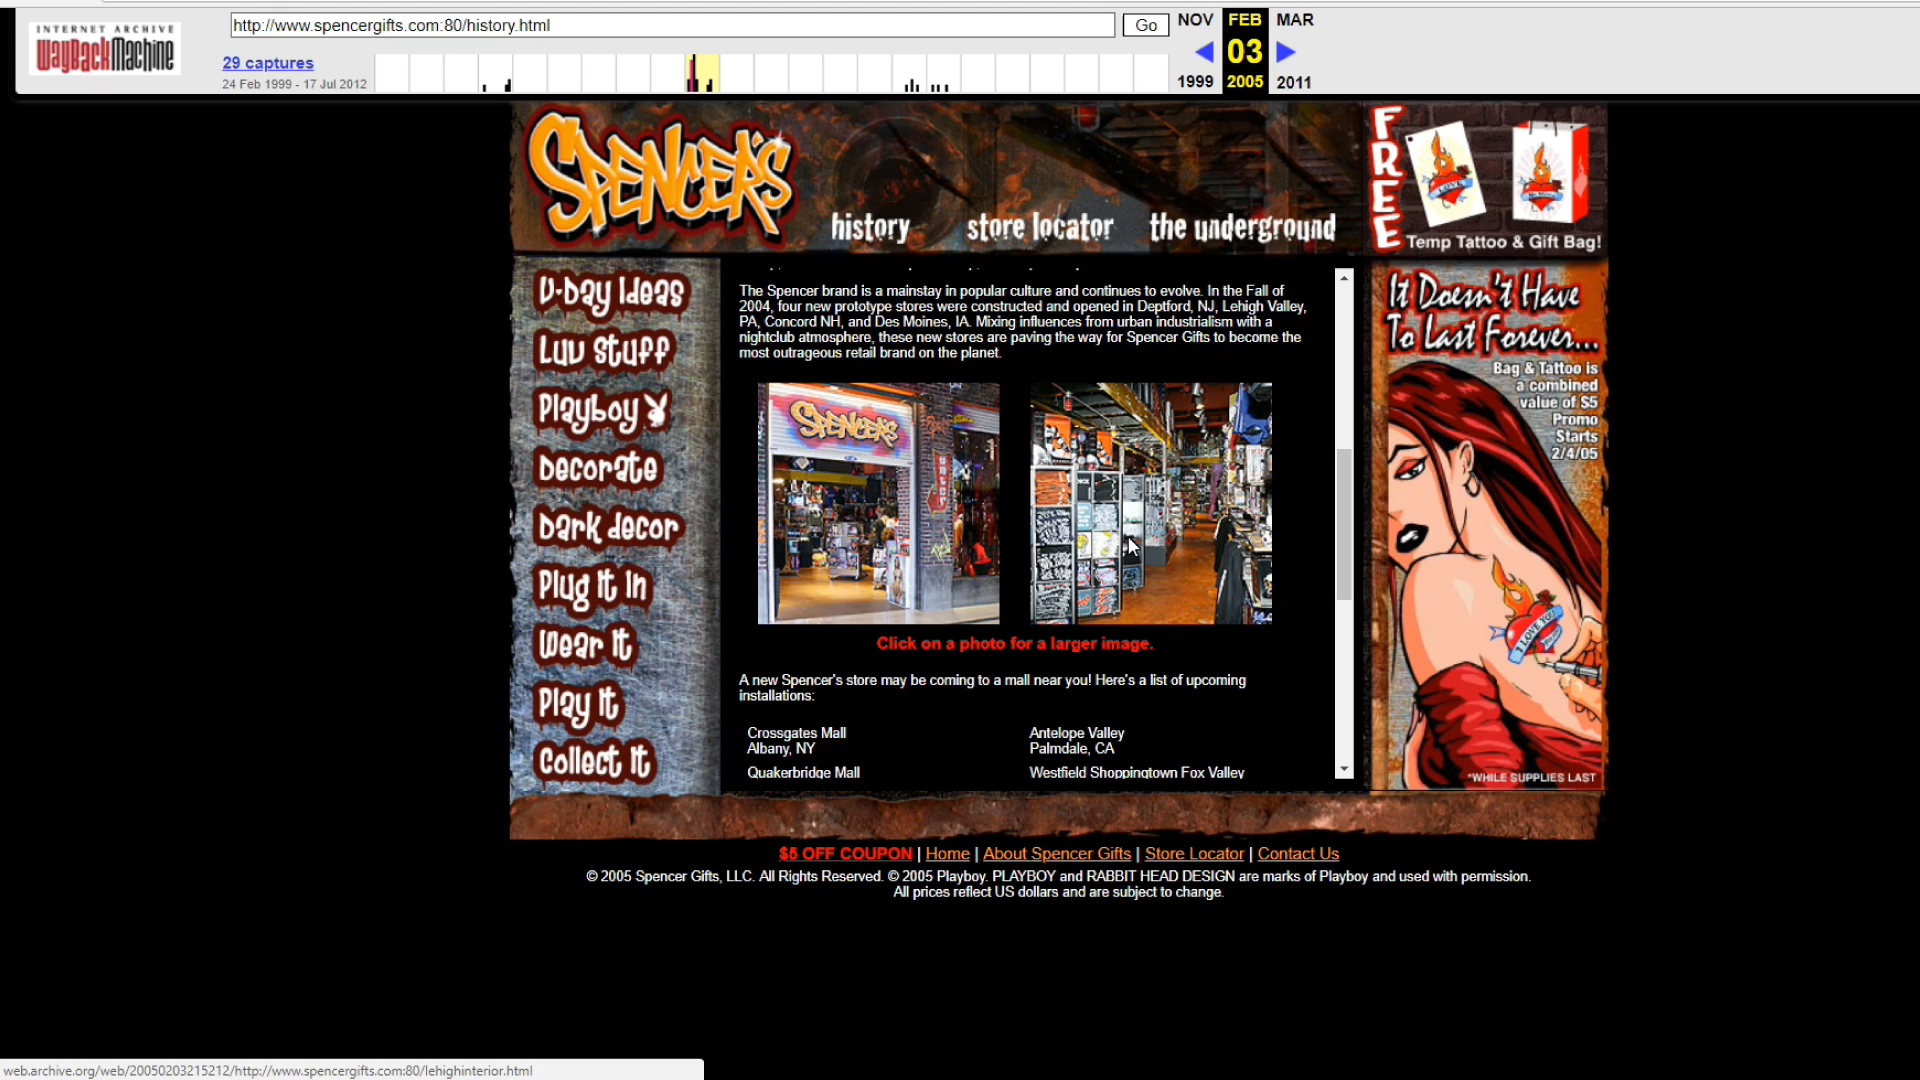 INTERNET ARCHIVE
WayBackMachine
http://www.spencergifts.com:80/history.html
Go
NOV FEB MAR
03
1999 2005 2011
29 captures
24 Feb 1999 - 17 Jul 2012
SPENCER'S
history store locator the underground
FREE
Temp Tattoo & Gift Bag!
V-Day Ideas
Luv Stuff
Playboy
Decorate
Dark decor
Plug It In
Wear It
Play It
Collect It
The Spencer brand is a mainstay in popular culture and continues to evolve. In the Fall of
2004, four new prototype stores were constructed and opened in Deptford, NJ, Lehigh Valley,
PA, Concord NH, and Des Moines, IA. Mixing influences from urban industrialism with a
nightclub atmosphere, these new stores are paving the way for Spencer Gifts to become the
most outrageous retail brand on the planet.
SPENCER'S
Click on a photo for a larger image.
A new Spencer's store may be coming to a mall near you! Here's a list of upcoming
installations:
Crossgates Mall
Albany, NY
Antelope Valley
Palmdale, CA
Quakerbridge Mall
Westfield Shoppingtown Fox Valley
It Doesn't Have
To Last Forever...
Bag & Tattoo is
a combined
value of $5
Promo
Starts
2/4/05
I LOVE YOU
*WHILE SUPPLIES LAST
$5 OFF COUPON | Home | About Spencer Gifts | Store Locator | Contact Us
© 2005 Spencer Gifts, LLC. All Rights Reserved. © 2005 Playboy. PLAYBOY and RABBIT HEAD DESIGN are marks of Playboy and used with permission.
All prices reflect US dollars and are subject to change.
web.archive.org/web/20050203215212/http://www.spencergifts.com:80/lehighinterior.html